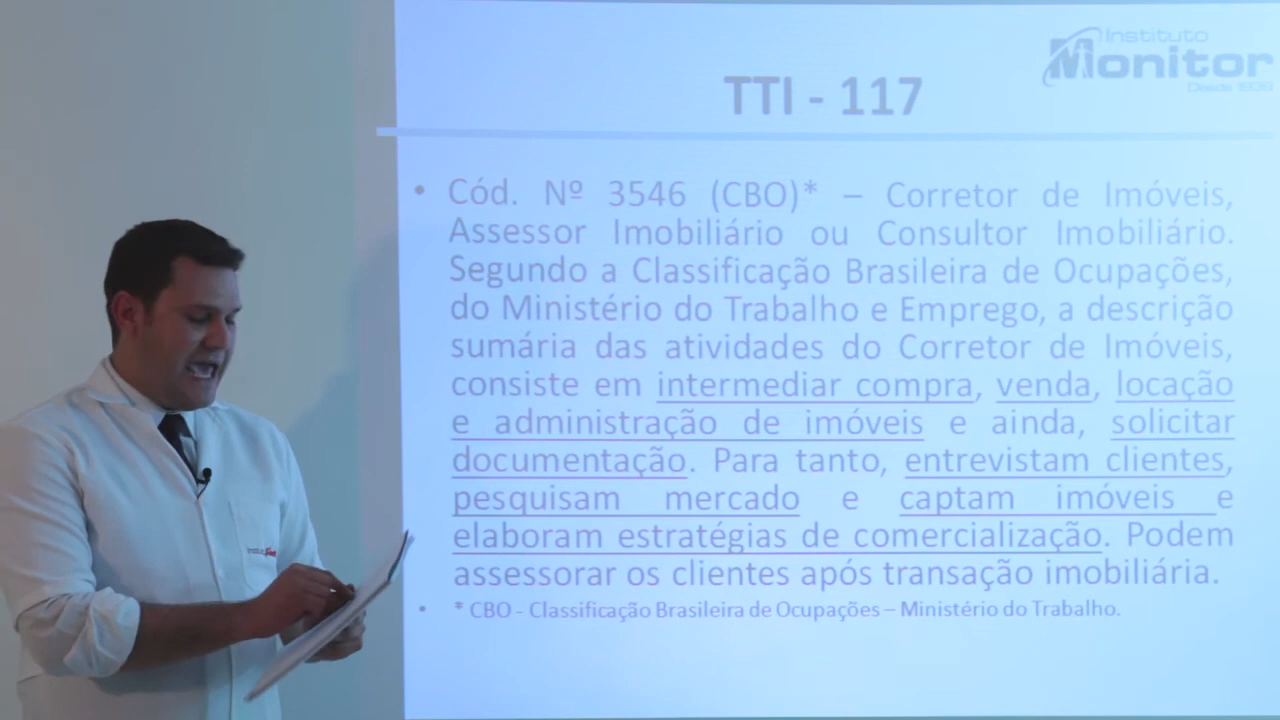 Instituto
Monitor
Desde 1939
TTI - 117
• Cód. Nº 3546 (CBO)* – Corretor de Imóveis,
Assessor Imobiliário ou Consultor Imobiliário.
Segundo a Classificação Brasileira de Ocupações,
do Ministério do Trabalho e Emprego, a descrição
sumária das atividades do Corretor de Imóveis,
consiste em intermediar compra, venda, locação
e administração de imóveis e ainda, solicitar
documentação. Para tanto, entrevistam clientes,
pesquisam mercado e captam imóveis e
elaboram estratégias de comercialização. Podem
assessorar os clientes após transação imobiliária.
• * CBO - Classificação Brasileira de Ocupações – Ministério do Trabalho.